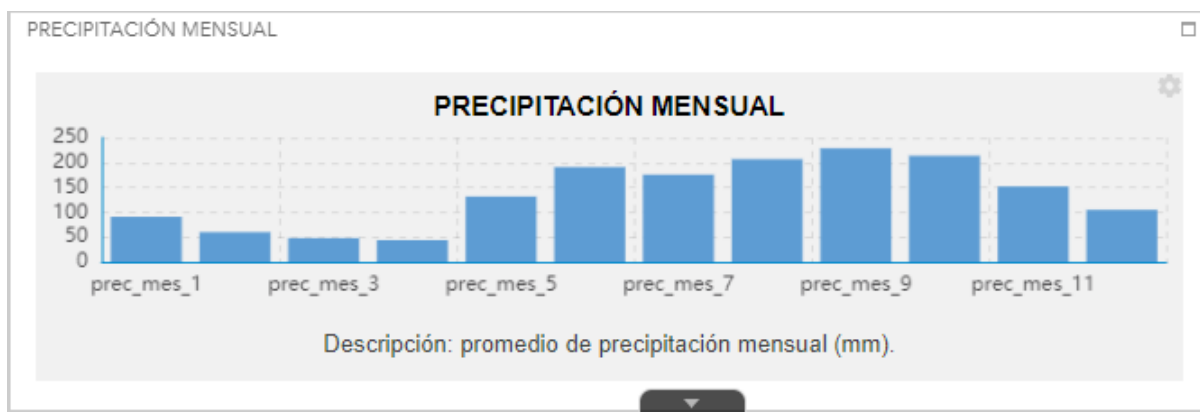 PRECIPITACIÓN MENSUAL
PRECIPITACIÓN MENSUAL
250
200
150
100
50
0
prec_mes_1 prec_mes_3 prec_mes_5 prec_mes_7 prec_mes_9 prec_mes_11
Descripción: promedio de precipitación mensual (mm).